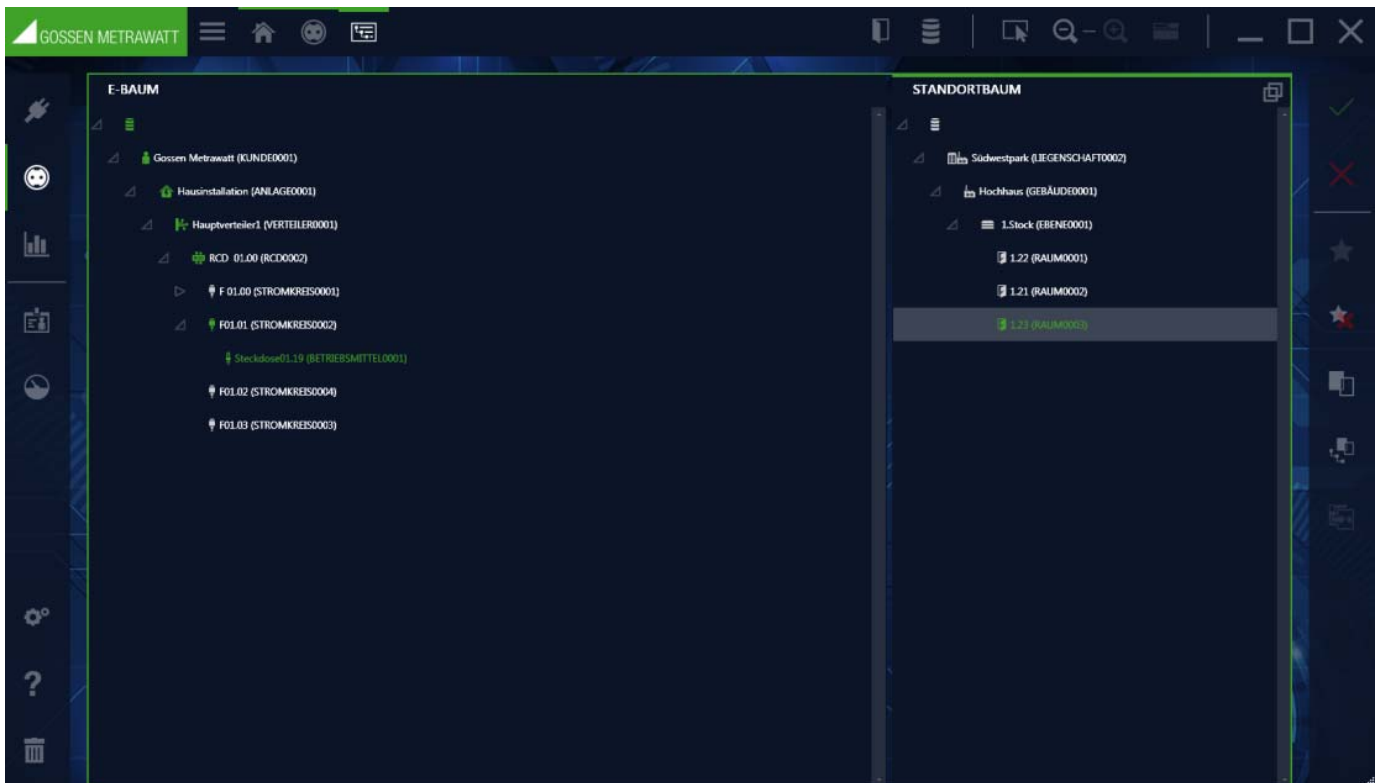 GOSSEN METRAWATT
E-BAUM
Gossen Metrawatt (KUNDE0001)
Hausinstallation (ANLAGE0001)
Hauptverteiler1 (VERTEILER0001)
RCD 01.00 (RCD0002)
F 01.00 (STROMKREIS0001)
F01.01 (STROMKREIS0002)
Steckdose01.19 (BETRIEBSMITTEL0001)
F01.02 (STROMKREIS0004)
F01.03 (STROMKREIS0003)
STANDORTBAUM
Südwestpark (LIEGENSCHAFT0002)
Hochhaus (GEBÄUDE0001)
1.Stock (EBENE0001)
1.22 (RAUM0001)
1.21 (RAUM0002)
1.23 (RAUM0003)